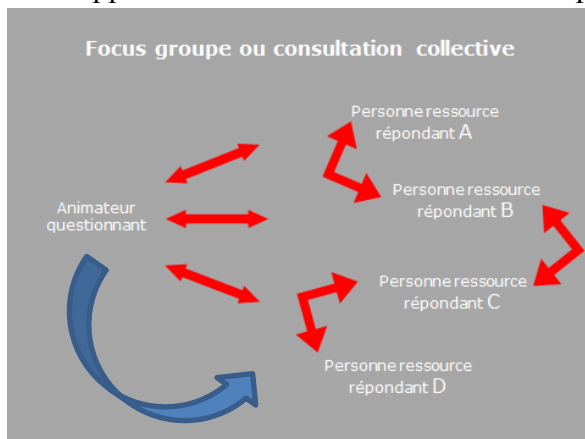 Focus groupe ou consultation collective
Personne ressource
répondant A
Personne ressource
répondant B
Animateur
questionnant
Personne ressource
répondant C
Personne ressource
répondant D